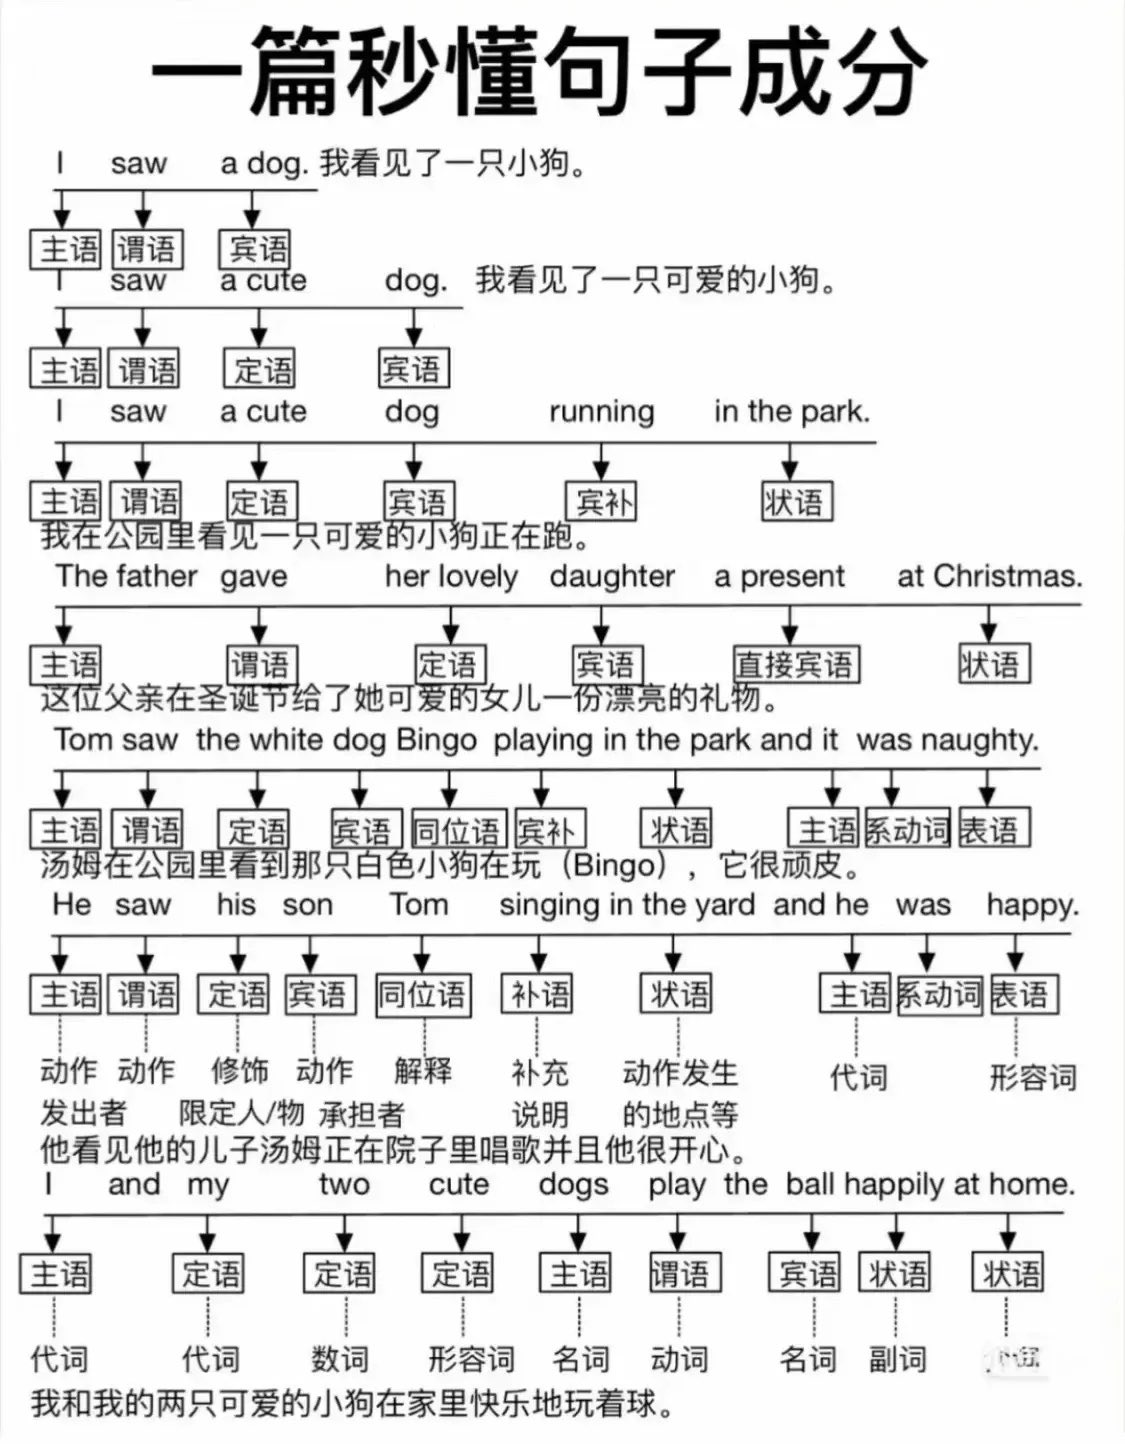 一篇秒懂句子成分
I saw a dog. 我看见了一只小狗。
主语 谓语 宾语
I saw a cute dog. 我看见了一只可爱的小狗。
主语 谓语 定语 宾语
I saw a cute dog running in the park.
主语 谓语 定语 宾语 宾补 状语
我在公园里看见一只可爱的小狗正在跑。
The father gave her lovely daughter a present at Christmas.
主语 谓语 定语 宾语 直接宾语 状语
这位父亲在圣诞节给了她可爱的女儿一份漂亮的礼物。
Tom saw the white dog Bingo playing in the park and it was naughty.
主语 谓语 定语 宾语 同位语 宾补 状语 主语 系动词 表语
汤姆在公园里看到那只白色小狗在玩（Bingo），它很顽皮。
He saw his son Tom singing in the yard and he was happy.
主语 谓语 定语 宾语 同位语 补语 状语 主语 系动词 表语
动作 动作 修饰 动作 解释 补充 动作发生 代词 形容词
发出者 限定人/物 承担者 说明 的地点等
他看见他的儿子汤姆正在院子里唱歌并且他很开心。
I and my two cute dogs play the ball happily at home.
主语 定语 定语 定语 主语 谓语 宾语 状语 状语
代词 代词 数词 形容词 名词 动词 名词 副词
我和我的两只可爱的小狗在家里快乐地玩着球。